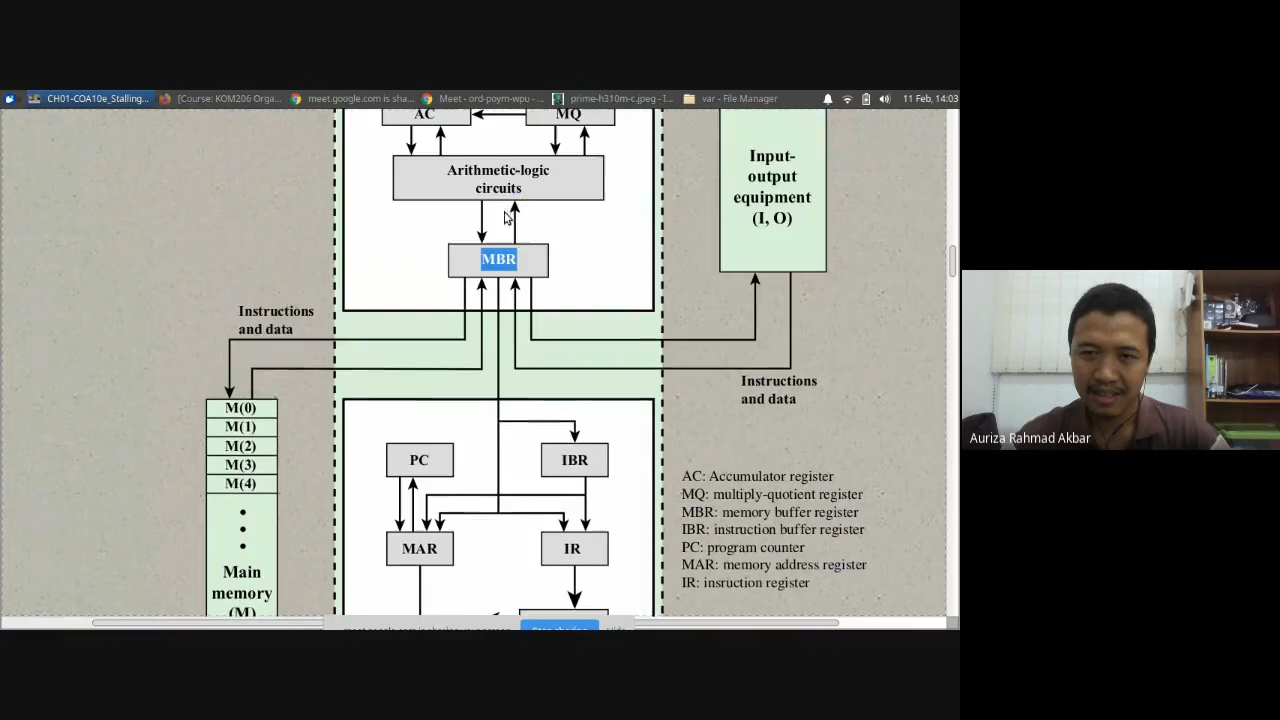 CH01-COA10e_Stalling...
[Course: KOM206 Orga...
meet.google.com is sha...
Meet - ord-poym-wpu - ...
prime-h310m-c.jpeg - I...
var - File Manager
11 Feb, 14:03
AC
MQ
Arithmetic-logic
circuits
MBR
Input-
output
equipment
(I, O)
Instructions
and data
Instructions
and data
M(0)
M(1)
M(2)
M(3)
M(4)
Main
memory
(M)
PC
IBR
MAR
IR
AC: Accumulator register
MQ: multiply-quotient register
MBR: memory buffer register
IBR: instruction buffer register
PC: program counter
MAR: memory address register
IR: insruction register
Auriza Rahmad Akbar